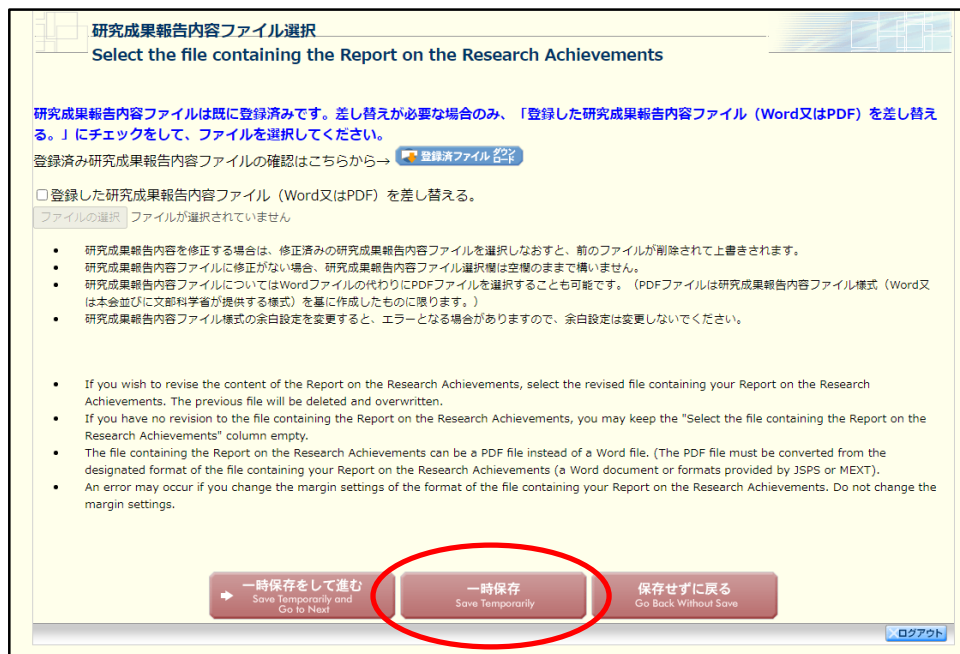 研究成果報告内容ファイル選択
Select the file containing the Report on the Research Achievements
研究成果報告内容ファイルは既に登録済みです。差し替えが必要な場合のみ、「登録した研究成果報告内容ファイル（Word又はPDF）を差し替え
る。」にチェックをして、ファイルを選択してください。
登録済み研究成果報告内容ファイルの確認はこちらから→ 登録済ファイル ダウンロード
登録した研究成果報告内容ファイル（Word又はPDF）を差し替える。
ファイルの選択 ファイルが選択されていません
• 研究成果報告内容を修正する場合は、修正済みの研究成果報告内容ファイルを選択しなおすと、前のファイルが削除されて上書きされます。
• 研究成果報告内容ファイルに修正がない場合、研究成果報告内容ファイル選択欄は空欄のままで構いません。
• 研究成果報告内容ファイルについてはWordファイルの代わりにPDFファイルを選択することも可能です。（PDFファイルは研究成果報告内容ファイル様式（Word又
は本会並びに文部科学省が提供する様式）を基に作成したものに限ります。）
• 研究成果報告内容ファイル様式の余白設定を変更すると、エラーとなる場合がありますので、余白設定は変更しないでください。
• If you wish to revise the content of the Report on the Research Achievements, select the revised file containing your Report on the Research
Achievements. The previous file will be deleted and overwritten.
• If you have no revision to the file containing the Report on the Research Achievements, you may keep the "Select the file containing the Report on the
Research Achievements" column empty.
• The file containing the Report on the Research Achievements can be a PDF file instead of a Word file. (The PDF file must be converted from the
designated format of the file containing your Report on the Research Achievements (a Word document or formats provided by JSPS or MEXT).
• An error may occur if you change the margin settings of the format of the file containing your Report on the Research Achievements. Do not change the
margin settings.
一時保存をして進む
Save Temporarily and
Go to Next
一時保存
Save Temporarily
保存せずに戻る
Go Back Without Save
ログアウト